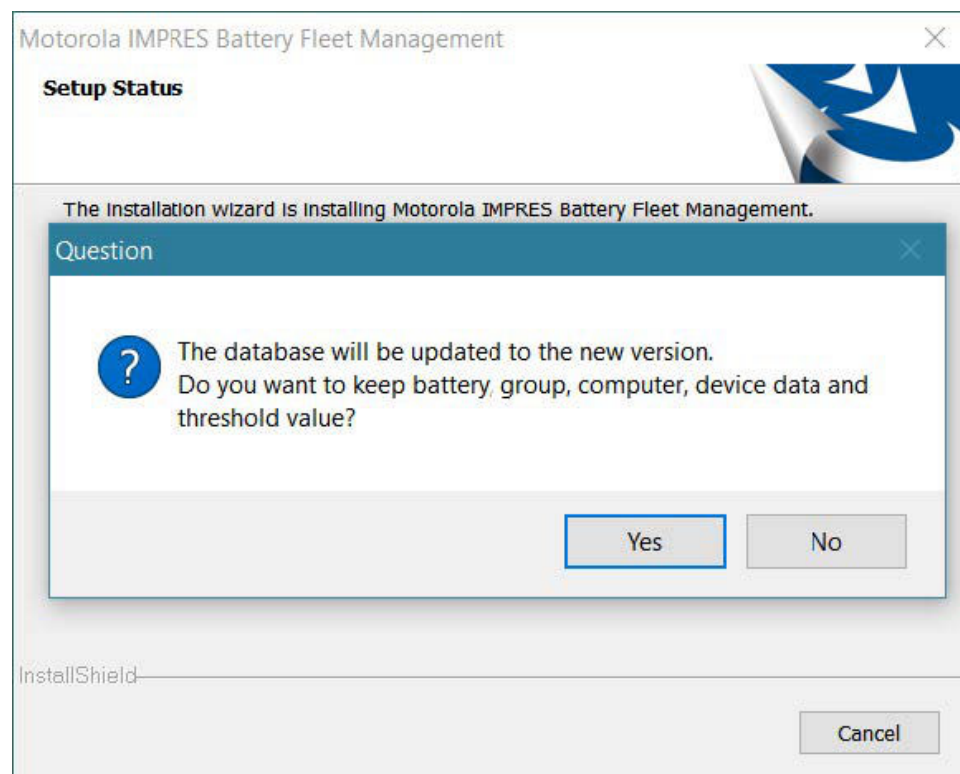 Motorola IMPRES Battery Fleet Management
Setup Status
The installation wizard is installing Motorola IMPRES Battery Fleet Management.
Question
?
The database will be updated to the new version.
Do you want to keep battery, group, computer, device data and
threshold value?
Yes
No
InstallShield
Cancel